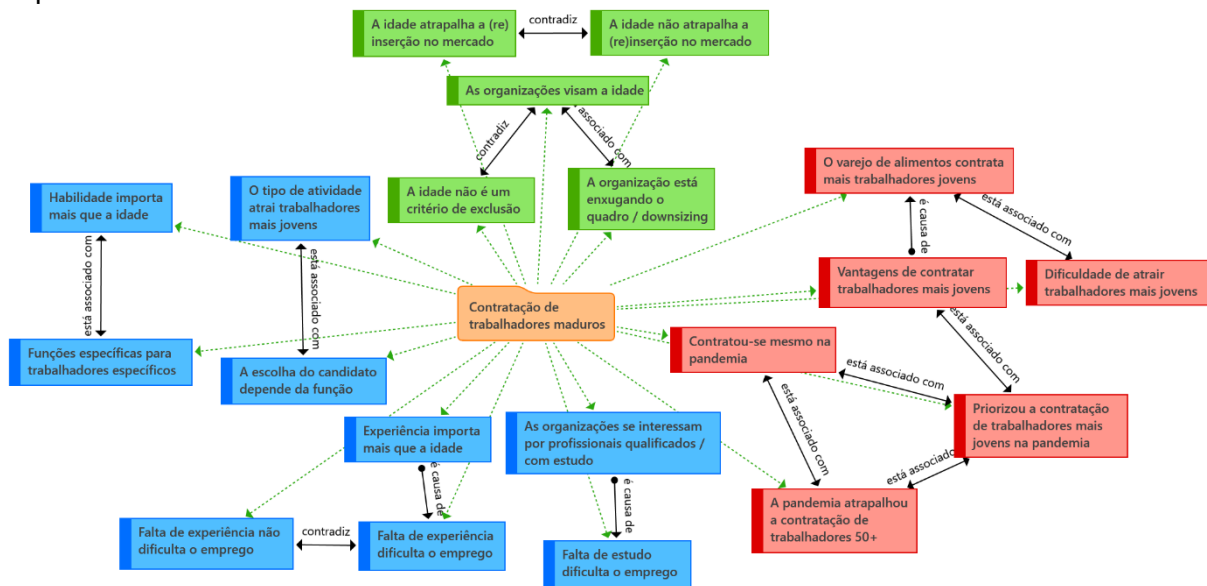 A idade atrapalha a (re)
inserção no mercado
contradiz
A idade não atrapalha a
(re)inserção no mercado
As organizações visam a idade
contradiz
associado com
A idade não é um
critério de exclusão
A organização está
enxugando o
quadro / downsizing
Habilidade importa
mais que a idade
O tipo de atividade
atrai trabalhadores
mais jovens
está associado com
está associado com
Funções específicas para
trabalhadores específicos
A escolha do candidato
depende da função
Contratação de
trabalhadores maduros
O varejo de alimentos contrata
mais trabalhadores jovens
é causa de
está associado com
Vantagens de contratar
trabalhadores mais jovens
Dificuldade de atrair
trabalhadores mais jovens
Contratou-se mesmo na
pandemia
está associado com
está associado com
está associado com
Priorizou a contratação
de trabalhadores mais
jovens na pandemia
está associado
A pandemia atrapalhou
a contratação de
trabalhadores 50+
Experiência importa
mais que a idade
As organizações se interessam
por profissionais qualificados /
com estudo
é causa de
é causa de
Falta de experiência não
dificulta o emprego
contradiz
Falta de experiência
dificulta o emprego
Falta de estudo
dificulta o emprego